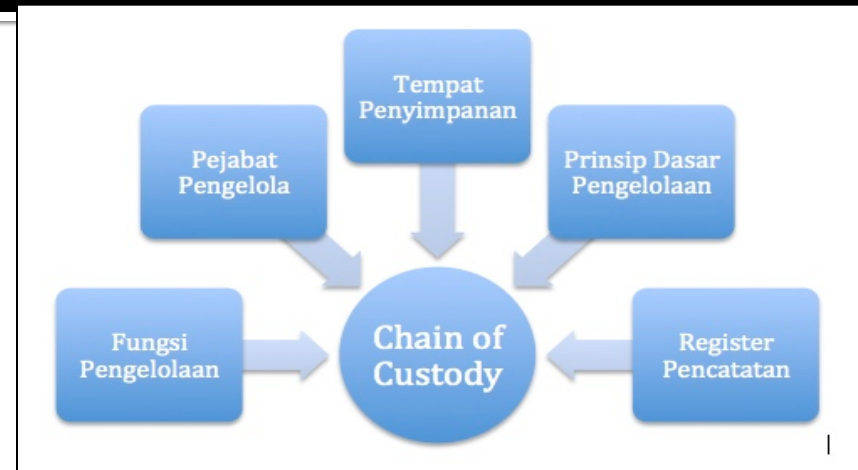 Tempat
Penyimpanan
Pejabat
Pengelola
Prinsip Dasar
Pengelolaan
Fungsi
Pengelolaan
Chain of
Custody
Register
Pencatatan